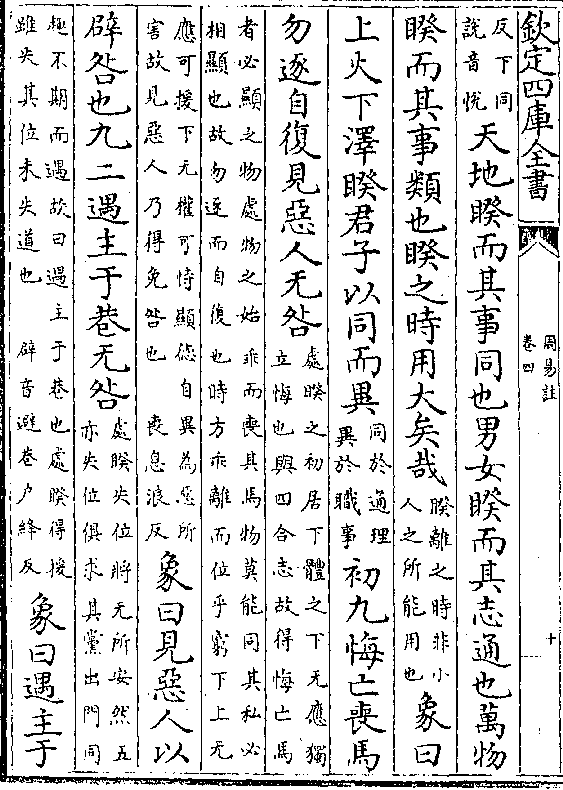 欽定四庫全書
周易註
卷四
十
反下同
說音悅
天地睽而其事同也男女睽而其志通也萬物
睽而其事類也睽之時用大矣哉
睽離之時非小
人之所能用也
象曰
上火下澤睽君子以同而異
同於通理
異於職事
初九悔亡喪馬
勿逐自復見惡人无咎
處睽之初居下體之下无應獨
立悔也與四合志故得悔亡馬
者必顯之物處物之始乖而喪其馬物莫能同其私必
相顯也故勿逐而自復也時方乖離而位乎窮下上无
應可援下无權可恃顯徳自異為惡所
害故見惡人乃得免咎也 喪息浪反
象曰見惡人以
辟咎也九二遇主于巷无咎
處睽失位將无所安然五
亦失位俱求其黨出門同
趣不期而遇故曰遇主于巷也處睽得援
雖失其位未失道也 辟音避巷户絳反
象曰遇主于